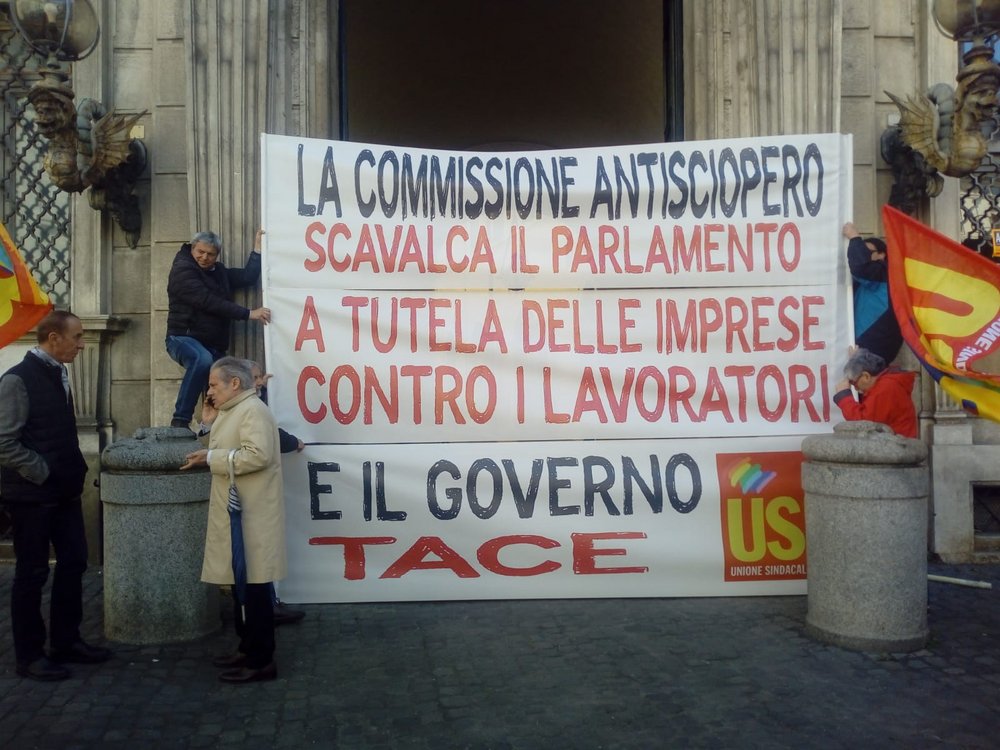 LA COMMISSIONE ANTISCIOPERO
SCAVALCA IL PARLAMENTO
A TUTELA DELLE IMPRESE
CONTRO I LAVORATORI
E IL GOVERNO
TACE
US
UNIONE SINDACAL